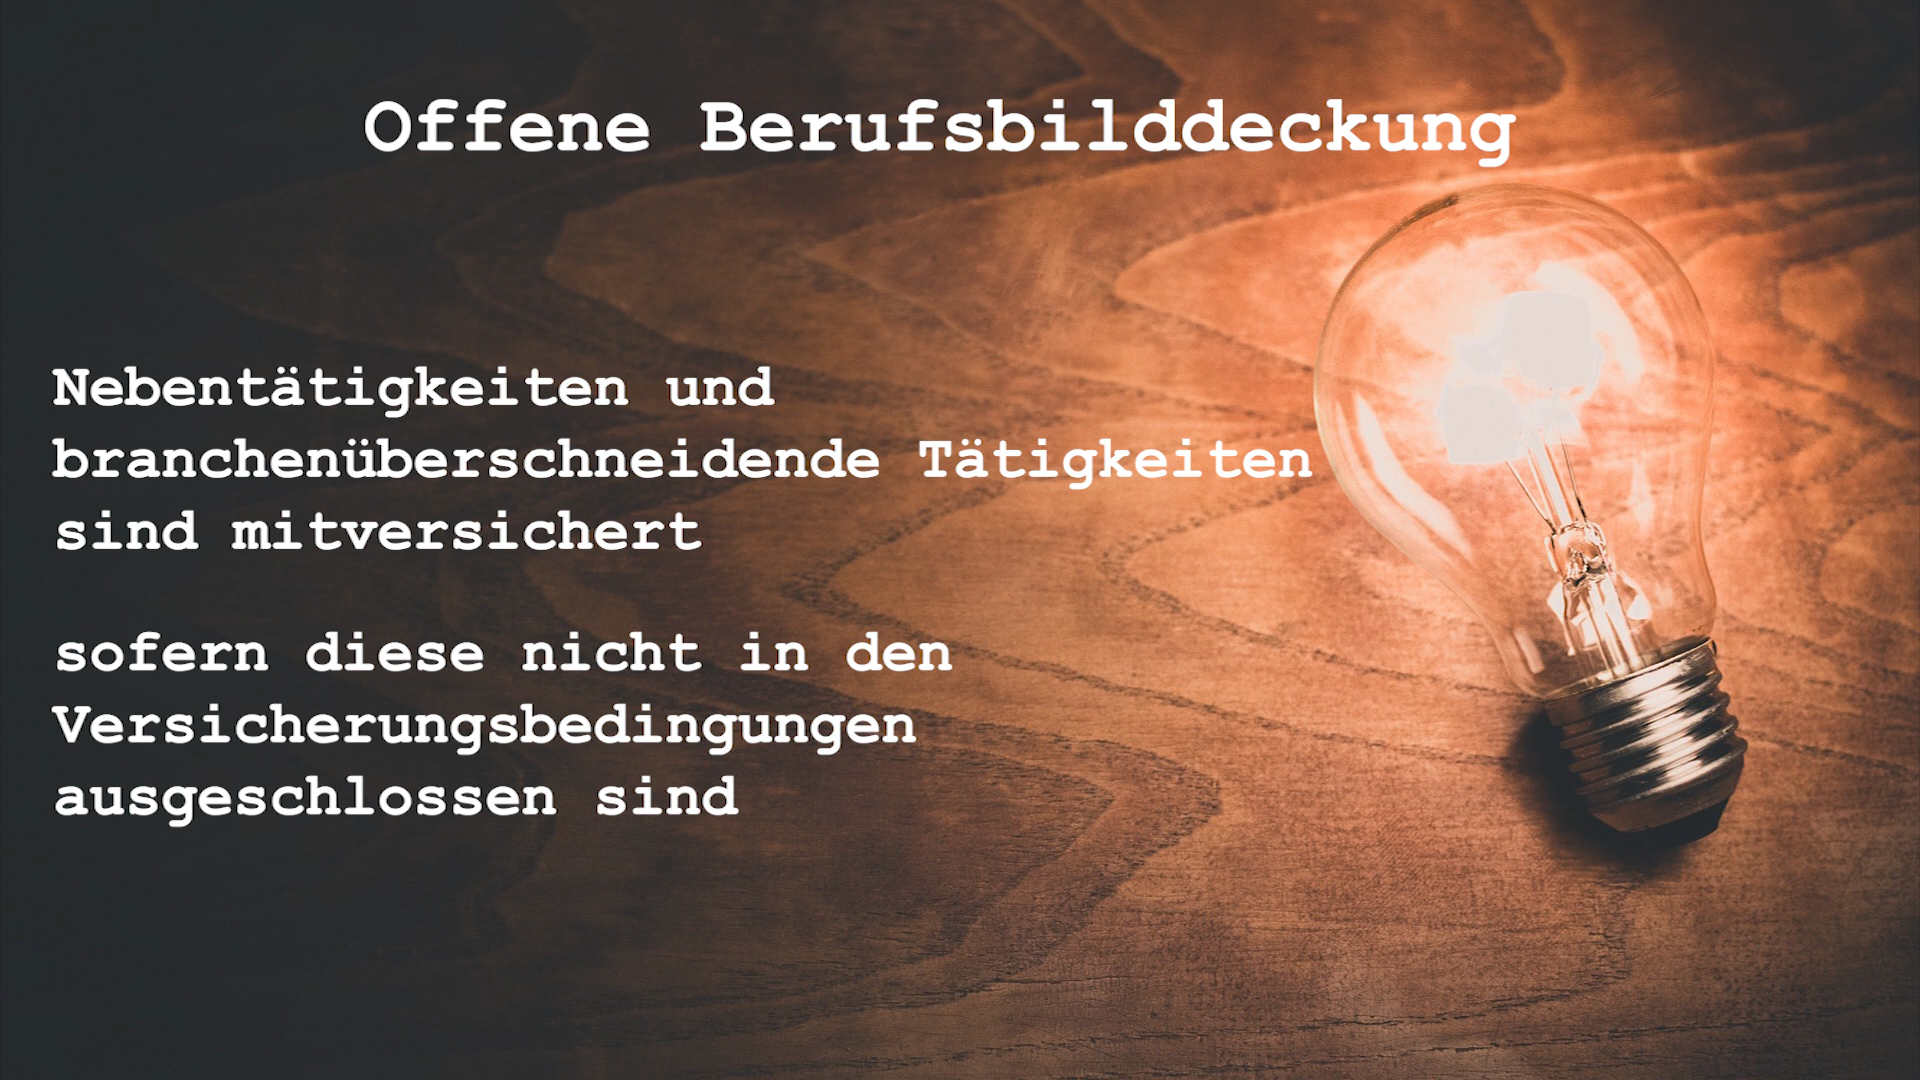 Offene Berufsbilddeckung
Nebentätigkeiten und
branchenüberschneidende Tätigkeiten
sind mitversichert
sofern diese nicht in den
Versicherungsbedingungen
ausgeschlossen sind